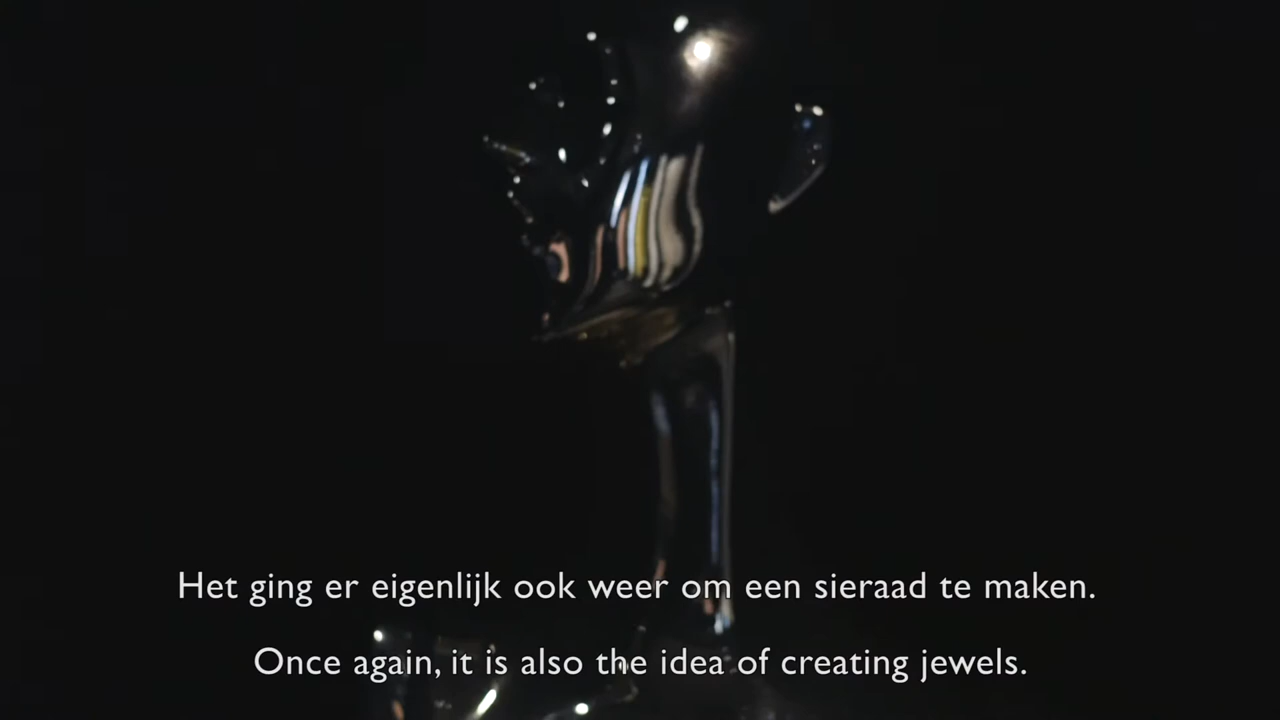 Het ging er eigenlijk ook weer om een sieraad te maken.
Once again, it is also the idea of creating jewels.